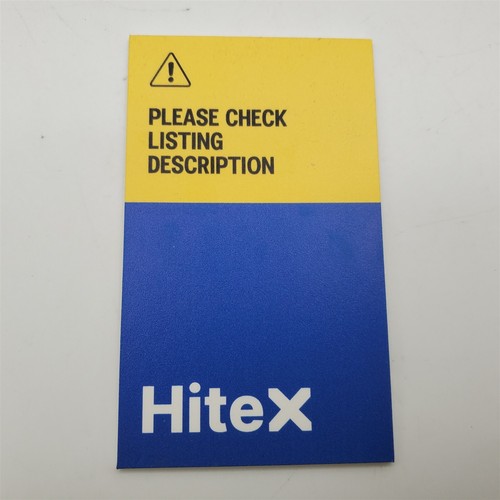 PLEASE CHECK
LISTING
DESCRIPTION
HiteX